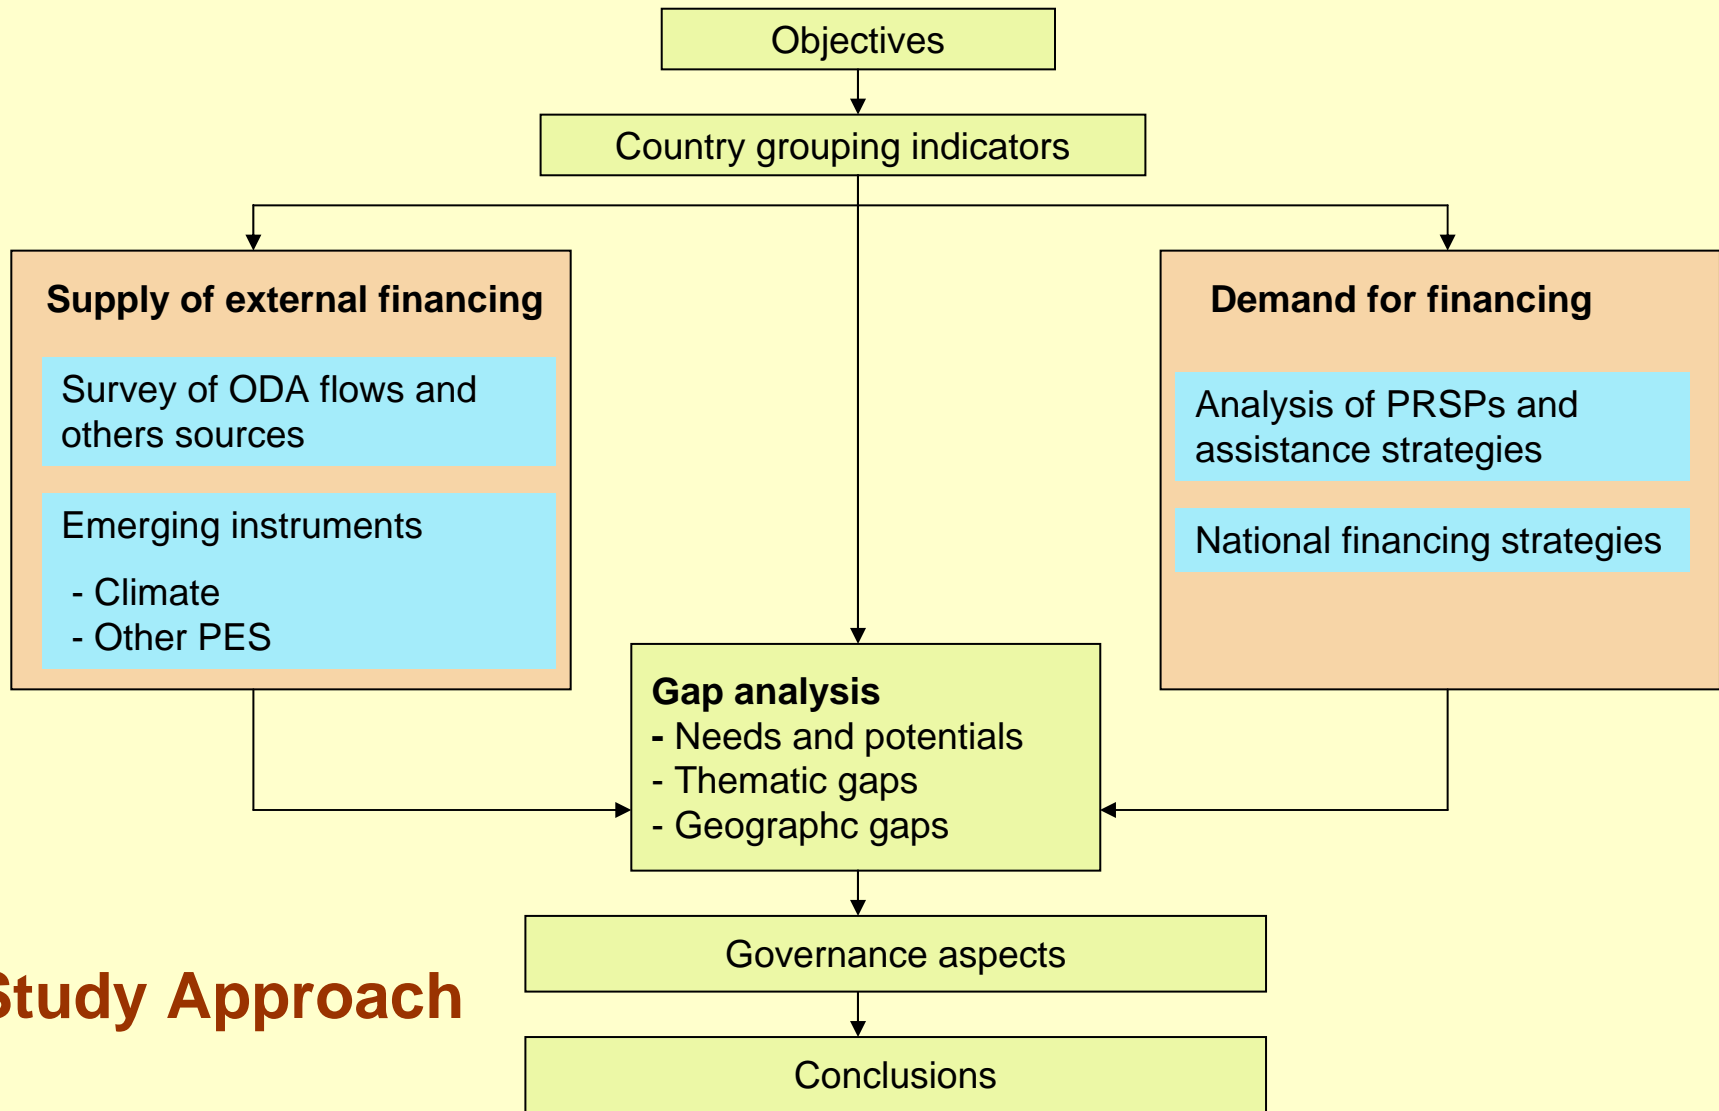 Objectives
Country grouping indicators
Supply of external financing
Survey of ODA flows and
others sources
Emerging instruments
- Climate
- Other PES
Demand for financing
Analysis of PRSPs and
assistance strategies
National financing strategies
Gap analysis
- Needs and potentials
- Thematic gaps
- Geographc gaps
Governance aspects
Study Approach
Conclusions